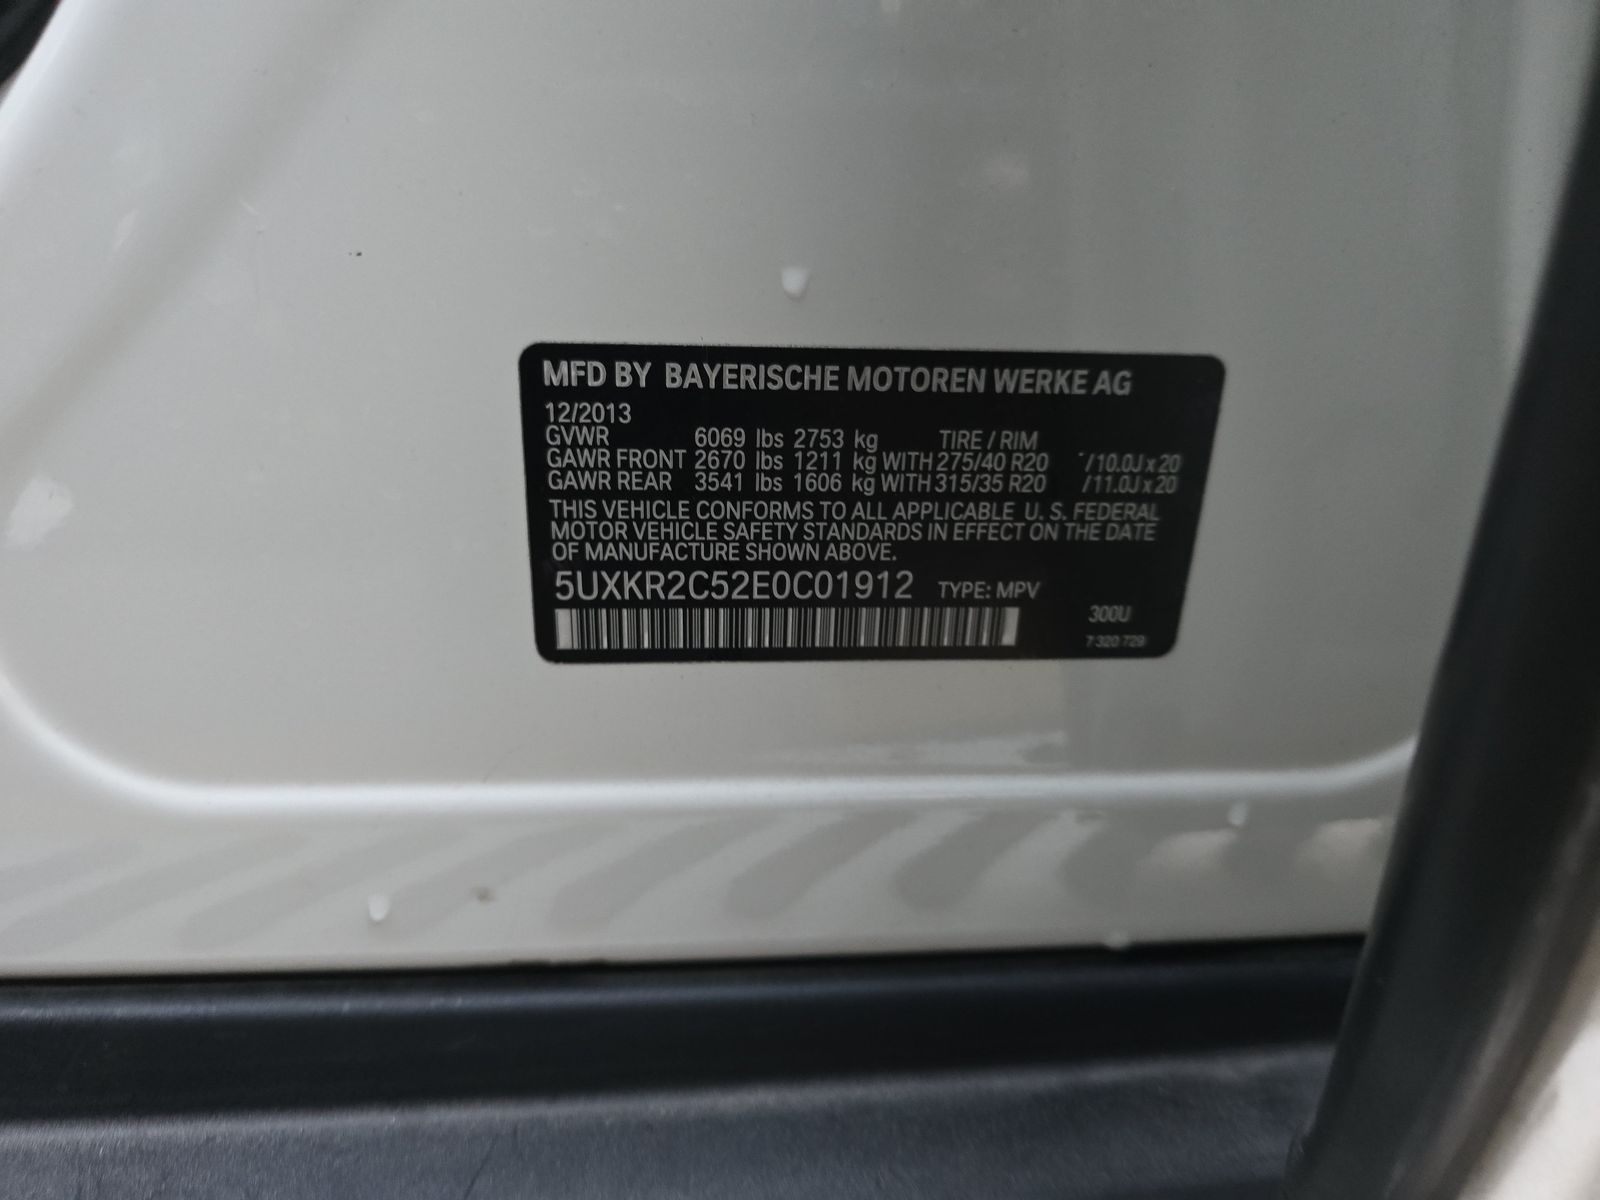 MFD BY BAYERISCHE MOTOREN WERKE AG
12/2013
GVWR 6069 lbs 2753 kg TIRE / RIM
GAWR FRONT 2670 lbs 1211 kg WITH 275/40 R20 /10.0J x 20
GAWR REAR 3541 lbs 1606 kg WITH 315/35 R20 /11.0J x 20
THIS VEHICLE CONFORMS TO ALL APPLICABLE U. S. FEDERAL
MOTOR VEHICLE SAFETY STANDARDS IN EFFECT ON THE DATE
OF MANUFACTURE SHOWN ABOVE.
5UXKR2C52E0C01912 TYPE: MPV
300U
7 320 729